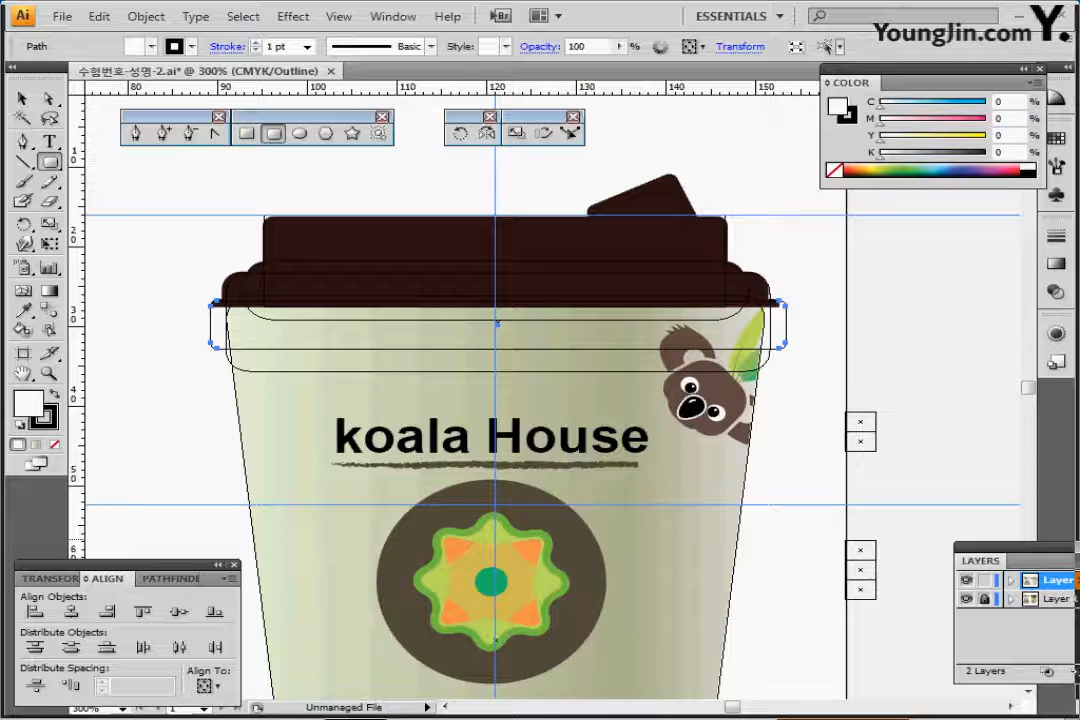 Ai File Edit Object Type Select Effect View Window Help Br ESSENTIALS
YoungJin.com Y.
Path Stroke: 1 pt Basic Style: Opacity: 100 % Transform
수험번호-성명-2.ai* @ 300% (CMYK/Outline)
80 90 100 110 120 130 140 150
COLOR
C 0 %
M 0 %
Y 0 %
K 0 %
koala House
TRANSFOR ALIGN PATHFINDE
Align Objects:
Distribute Objects:
Distribute Spacing: Align To:
LAYERS
Layer
Layer
2 Layers
300% 1 Unmanaged File